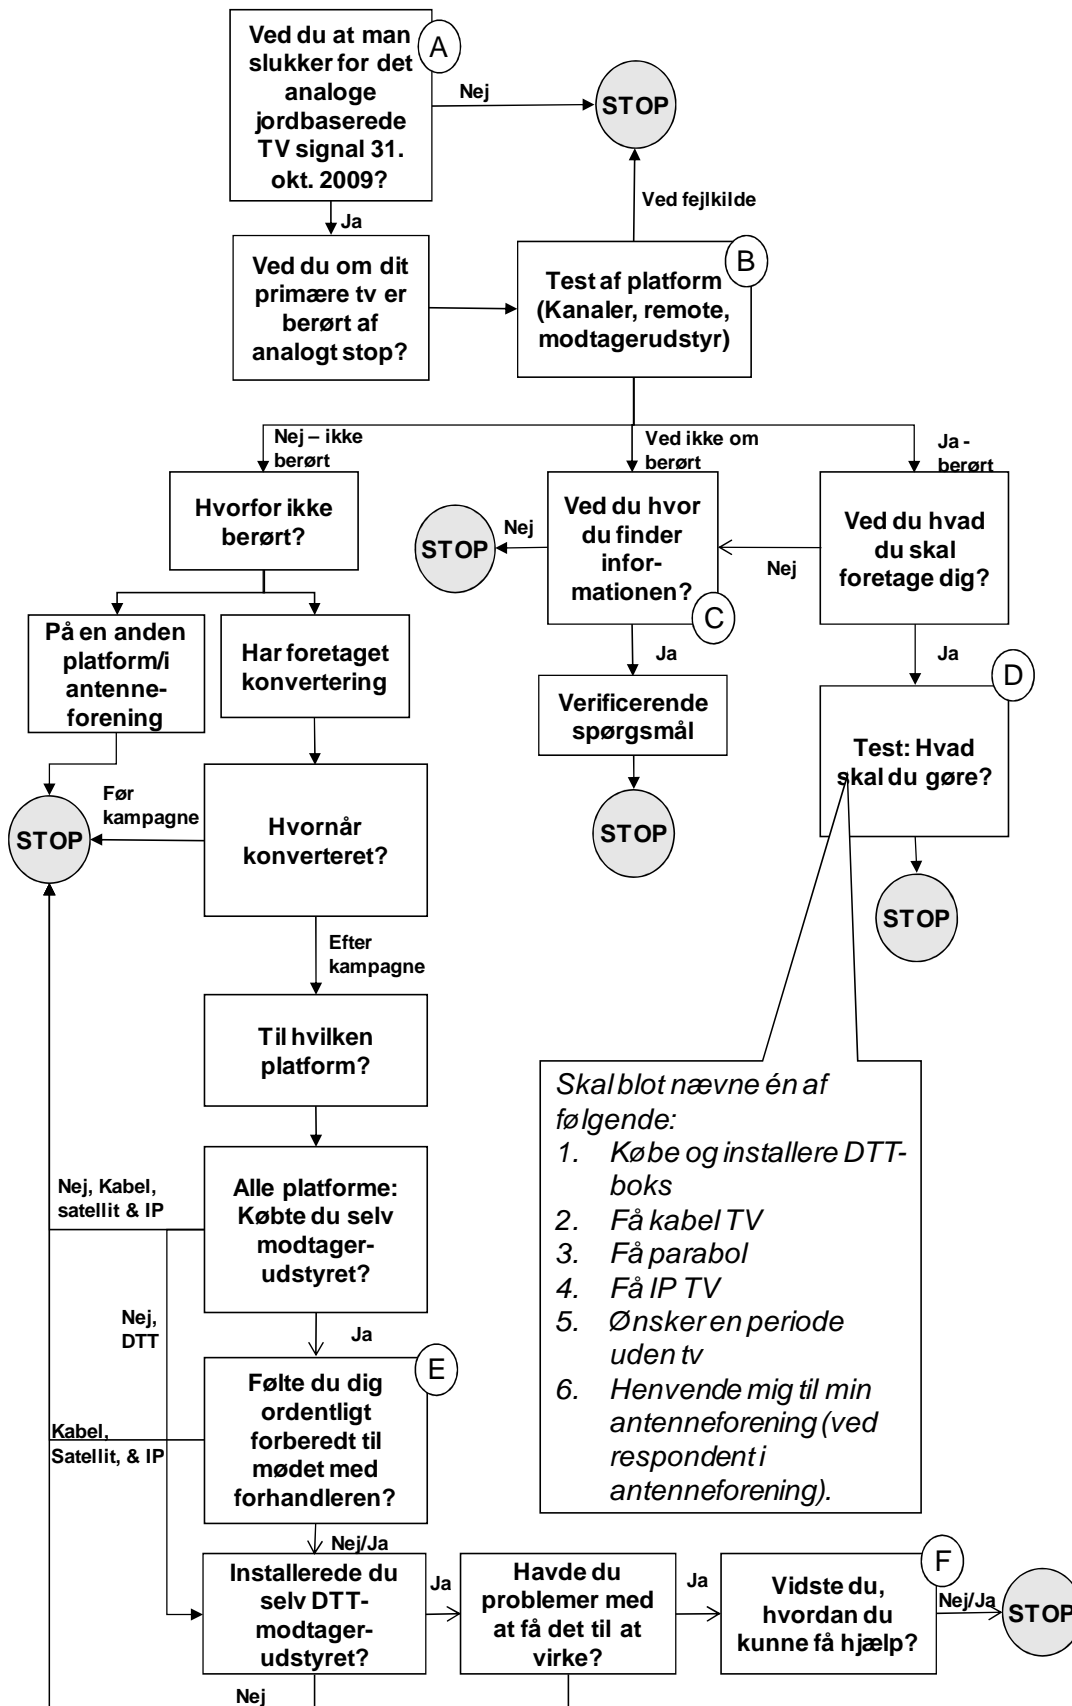 Ved du at man
slukker for det
analoge
jordbaserede
TV signal 31.
okt. 2009?
A
Nej
STOP
Ja
Ved fejlkilde
Ved du om dit
primære tv er
berørt af
analogt stop?
Test af platform
(Kanaler, remote,
modtagerudstyr)
B
Nej – ikke
berørt
Ved ikke om
berørt
Ja -
berørt
Hvorfor ikke
berørt?
STOP
Nej
Ved du hvor
du finder
infor-
mationen?
C
Nej
Ved du hvad
du skal
foretage dig?
På en anden
platform/i
antenne-
forening
Har foretaget
konvertering
Ja
Ja
Verificerende
spørgsmål
D
Test: Hvad
skal du gøre?
STOP
Før
kampagne
Hvornår
konverteret?
STOP
STOP
Efter
kampagne
Til hvilken
platform?
Skal blot nævne én af
følgende:
1. Købe og installere DTT-
boks
2. Få kabel TV
3. Få parabol
4. Få IP TV
5. Ønsker en periode
uden tv
6. Henvende mig til min
antenneforening (ved
respondent i
antenneforening).
Nej, Kabel,
satellit & IP
Alle platforme:
Købte du selv
modtager-
udstyret?
Nej,
DTT
Ja
E
Følte du dig
ordentligt
forberedt til
mødet med
forhandleren?
Kabel,
Satellit, & IP
Nej/Ja
Installerede du
selv DTT-
modtager-
udstyret?
Ja
Havde du
problemer med
at få det til at
virke?
Ja
Vidste du,
hvordan du
kunne få hjælp?
F
Nej/Ja
STOP
Nej